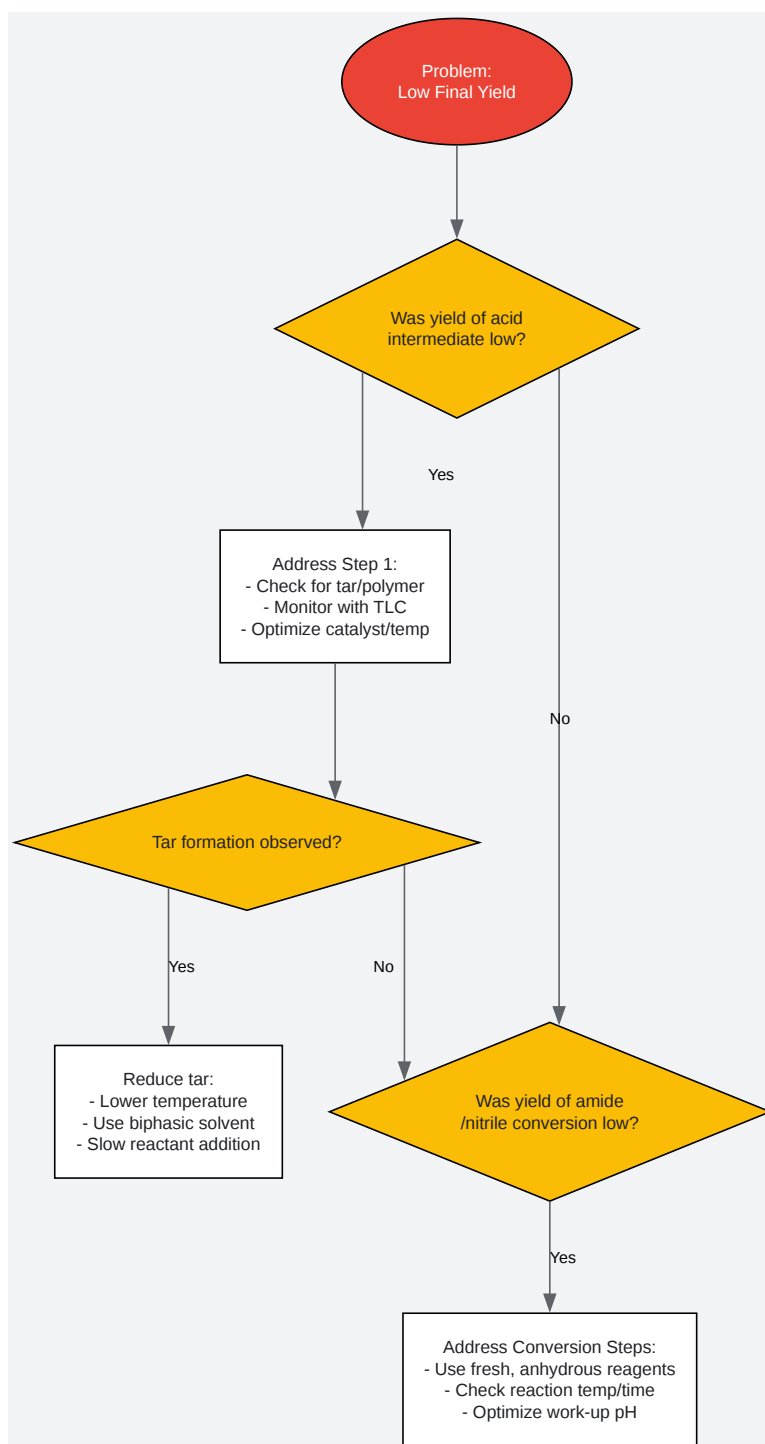 Problem:
Low Final Yield
Was yield of acid
intermediate low?
Yes
Address Step 1:
- Check for tar/polymer
- Monitor with TLC
- Optimize catalyst/temp
No
Tar formation observed?
Yes
No
Reduce tar:
- Lower temperature
- Use biphasic solvent
- Slow reactant addition
Was yield of amide
/nitrile conversion low?
Yes
Address Conversion Steps:
- Use fresh, anhydrous reagents
- Check reaction temp/time
- Optimize work-up pH